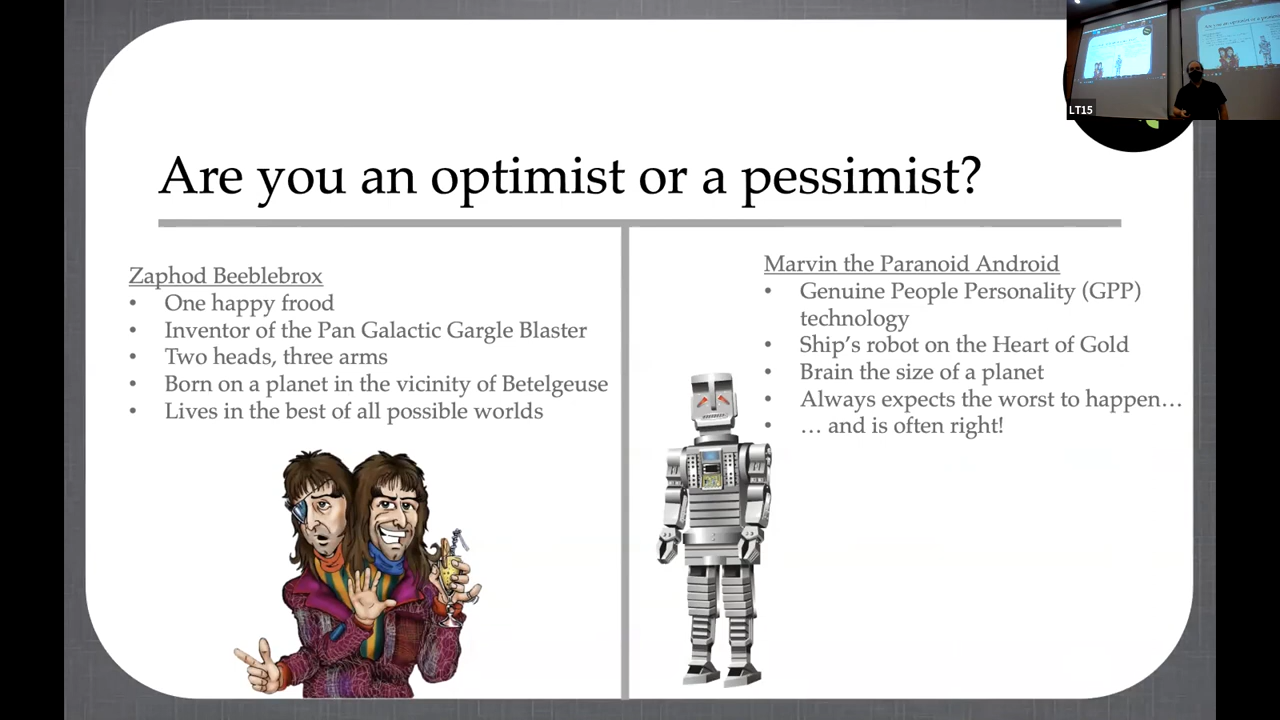 Are you an optimist or a pessimist?
Zaphod Beeblebrox
• One happy frood
• Inventor of the Pan Galactic Gargle Blaster
• Two heads, three arms
• Born on a planet in the vicinity of Betelgeuse
• Lives in the best of all possible worlds
Marvin the Paranoid Android
• Genuine People Personality (GPP)
technology
• Ship's robot on the Heart of Gold
• Brain the size of a planet
• Always expects the worst to happen…
• … and is often right!
LT15